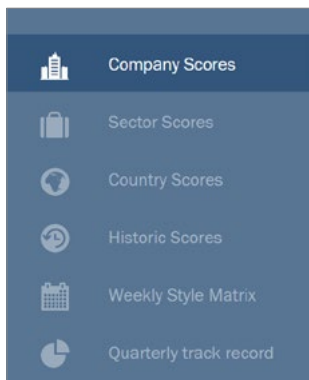 Company Scores
Sector Scores
Country Scores
Historic Scores
Weekly Style Matrix
Quarterly track record